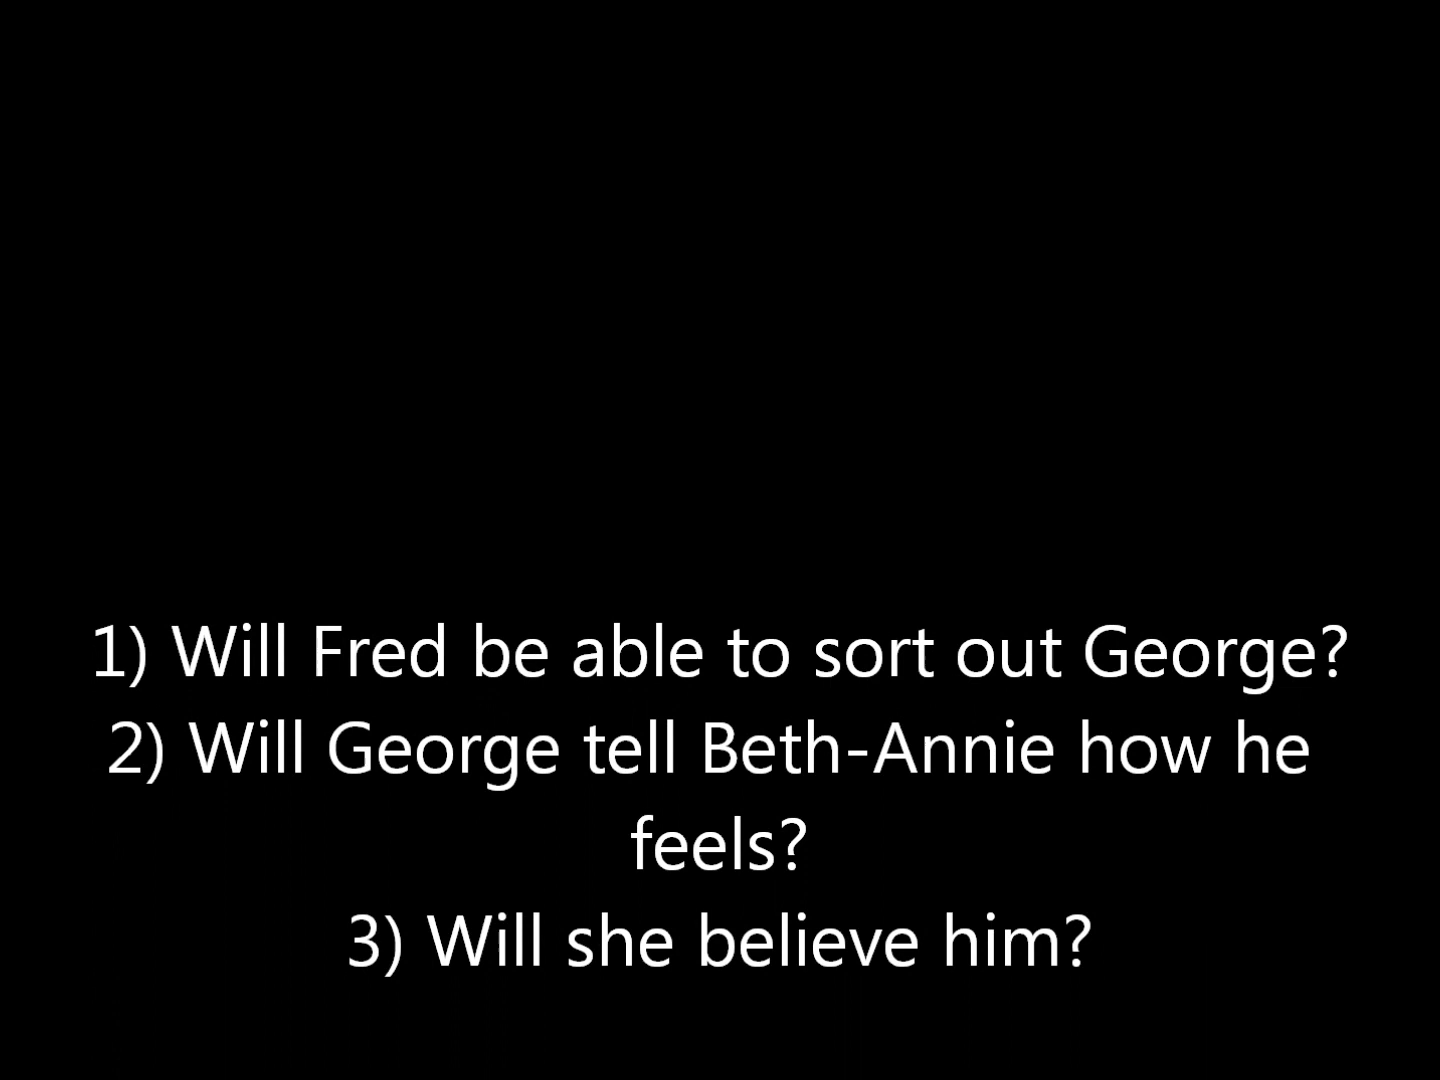 1) Will Fred be able to sort out George?
2) Will George tell Beth-Annie how he
feels?
3) Will she believe him?